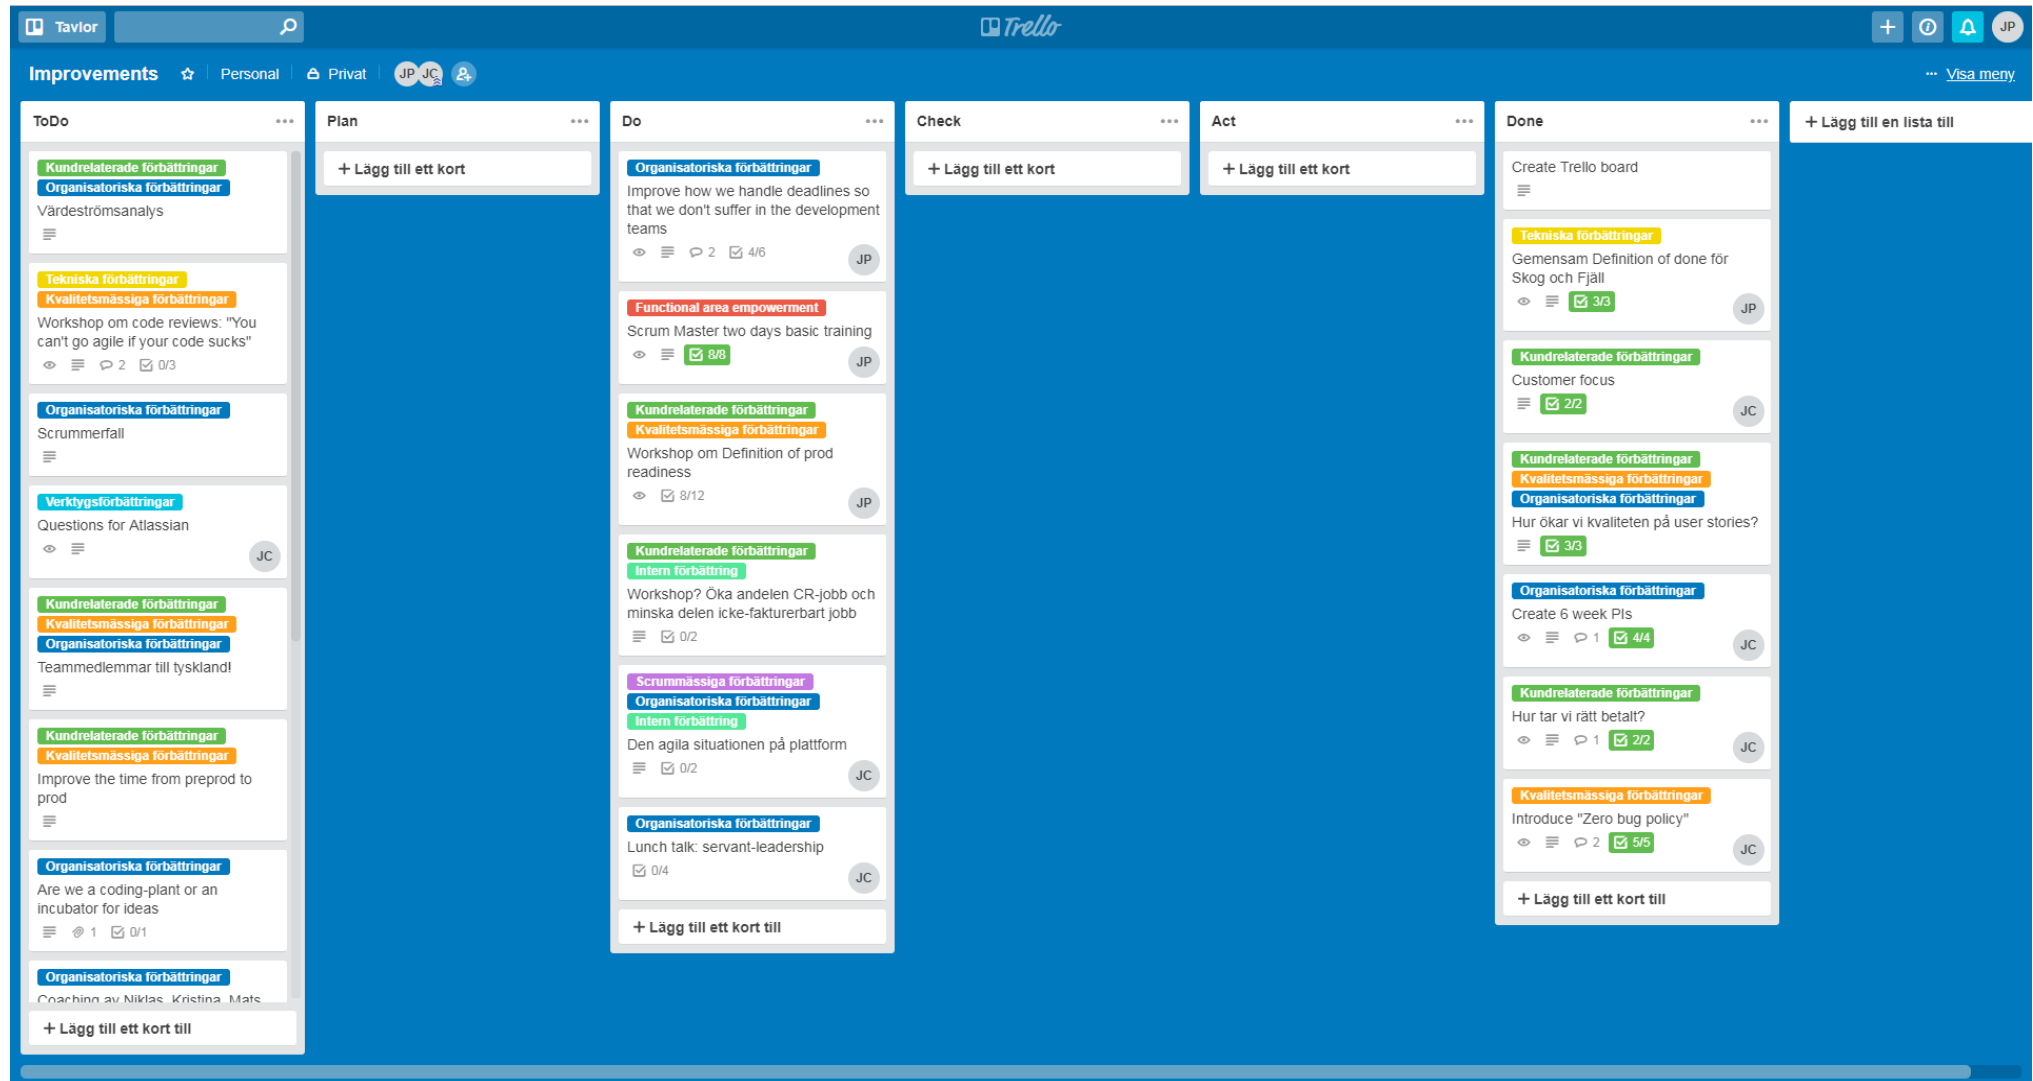 Tavlor
Trello
JP
Improvements
Personal
Privat
JP
JC
··· Visa meny
ToDo
Kundrelaterade förbättringar
Organisatoriska förbättringar
Värdeströmsanalys
Tekniska förbättringar
Kvalitetsmässiga förbättringar
Workshop om code reviews: "You
can't go agile if your code sucks"
2
0/3
Organisatoriska förbättringar
Scrummerfall
Verktygsförbättringar
Questions for Atlassian
JC
Kundrelaterade förbättringar
Kvalitetsmässiga förbättringar
Organisatoriska förbättringar
Teammedlemmar till tyskland!
Kundrelaterade förbättringar
Kvalitetsmässiga förbättringar
Improve the time from preprod to
prod
Organisatoriska förbättringar
Are we a coding-plant or an
incubator for ideas
1
0/1
Organisatoriska förbättringar
Coaching av Niklas, Kristina, Mats
+ Lägg till ett kort till
Plan
+ Lägg till ett kort
Do
Organisatoriska förbättringar
Improve how we handle deadlines so
that we don't suffer in the development
teams
2
4/6
JP
Functional area empowerment
Scrum Master two days basic training
8/8
JP
Kundrelaterade förbättringar
Kvalitetsmässiga förbättringar
Workshop om Definition of prod
readiness
8/12
JP
Kundrelaterade förbättringar
Intern förbättring
Workshop? Öka andelen CR-jobb och
minska delen icke-fakturerbart jobb
0/2
Scrummässiga förbättringar
Organisatoriska förbättringar
Intern förbättring
Den agila situationen på plattform
0/2
JC
Organisatoriska förbättringar
Lunch talk: servant-leadership
0/4
JC
+ Lägg till ett kort till
Check
+ Lägg till ett kort
Act
+ Lägg till ett kort
Done
Create Trello board
Tekniska förbättringar
Gemensam Definition of done för
Skog och Fjäll
3/3
JP
Kundrelaterade förbättringar
Customer focus
2/2
JC
Kundrelaterade förbättringar
Kvalitetsmässiga förbättringar
Organisatoriska förbättringar
Hur ökar vi kvaliteten på user stories?
3/3
Organisatoriska förbättringar
Create 6 week PIs
1
4/4
JC
Kundrelaterade förbättringar
Hur tar vi rätt betalt?
1
2/2
JC
Kvalitetsmässiga förbättringar
Introduce "Zero bug policy"
2
5/5
JC
+ Lägg till ett kort till
+ Lägg till en lista till